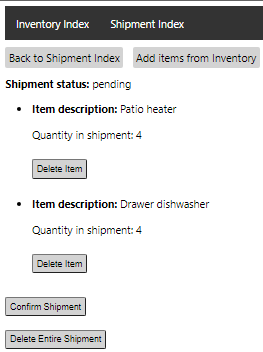 Inventory Index Shipment Index
Back to Shipment Index Add items from Inventory
Shipment status: pending
Item description: Patio heater
Quantity in shipment: 4
Delete Item
Item description: Drawer dishwasher
Quantity in shipment: 4
Delete Item
Confirm Shipment
Delete Entire Shipment